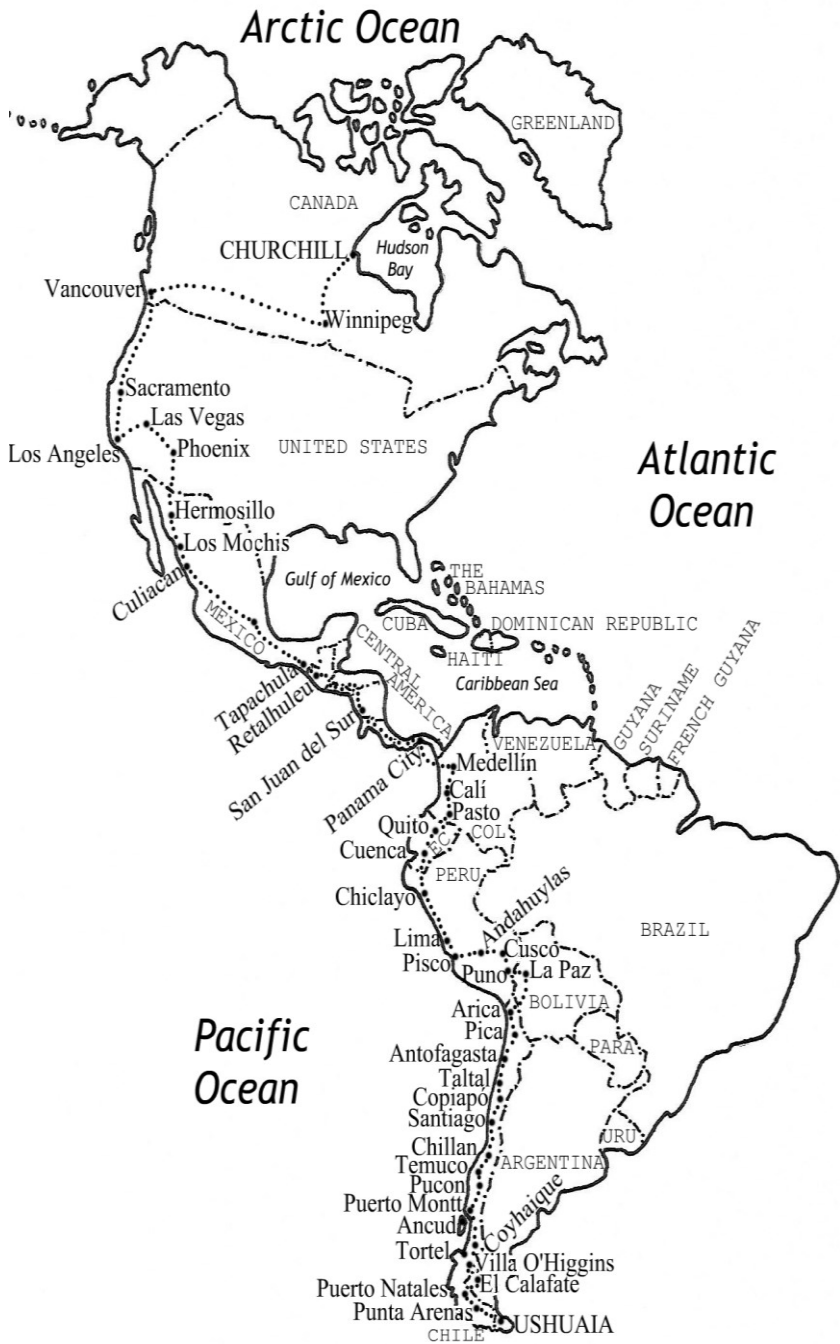 Arctic Ocean
GREENLAND
CANADA
CHURCHILL
Hudson
Bay
Vancouver
Winnipeg
Sacramento
Las Vegas
Los Angeles
Phoenix
UNITED STATES
Atlantic
Ocean
Hermosillo
Los Mochis
Culiacán
Gulf of Mexico
THE
BAHAMAS
MEXICO
CUBA
DOMINICAN REPUBLIC
HAITI
CENTRAL
AMERICA
Caribbean Sea
Tapachula
Retalhuleu
San Juan del Sur
Panama City
GUYANA
SURINAME
FRENCH GUYANA
VENEZUELA
Medellín
Calí
Pasto
Quito
EC
COL
Cuenca
PERU
Chiclayo
Andahuylas
BRAZIL
Lima
Cusco
Pisco
Puno
La Paz
Arica
BOLIVIA
Pica
Pacific
Ocean
PARA
Antofagasta
Taltal
Copiapó
Santiago
URU
Chillan
ARGENTINA
Temuco
Pucon
Puerto Montt
Coyhaique
Ancud
Tortel
Villa O'Higgins
El Calafate
Puerto Natales
Punta Arenas
USHUAIA
CHILE